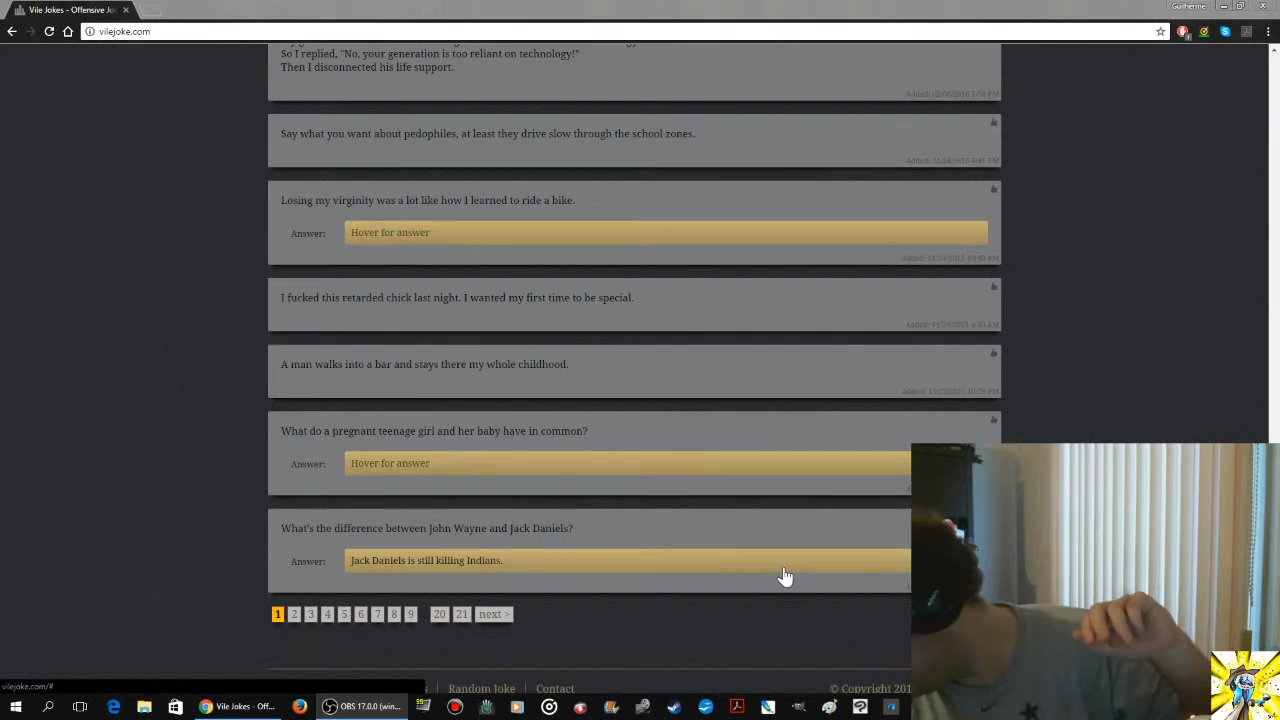 Vile Jokes - Offensive Jo
Guilherme
vilejoke.com
So I replied, "No, your generation is too reliant on technology!"
Then I disconnected his life support.
Say what you want about pedophiles, at least they drive slow through the school zones.
Losing my virginity was a lot like how I learned to ride a bike.
Answer: Hover for answer
I fucked this retarded chick last night. I wanted my first time to be special.
A man walks into a bar and stays there my whole childhood.
What do a pregnant teenage girl and her baby have in common?
Answer: Hover for answer
What's the difference between John Wayne and Jack Daniels?
Answer: Jack Daniels is still killing Indians.
1 2 3 4 5 6 7 8 9 ... 20 21 next >
Random Joke Contact
© Copyright 201
vilejoke.com/#
Vile Jokes - Off...
OBS 17.0.0 (win...